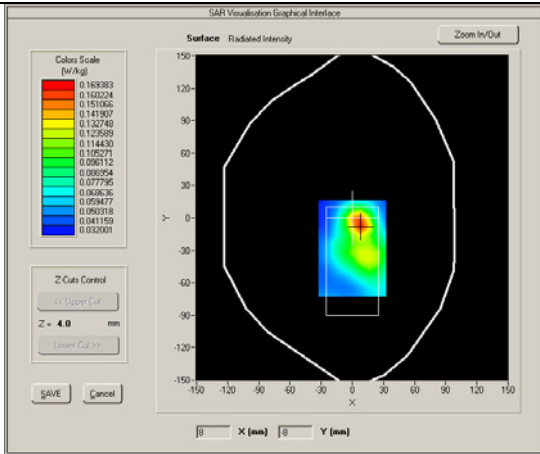 SAR Visualisation Graphical Interface
Surface Radiated Intensity
Zoom In/Out
Colors Scale
(W/kg)
0.169383
0.160224
0.151066
0.141907
0.132748
0.123589
0.114430
0.105271
0.096112
0.086954
0.077795
0.068636
0.059477
0.050318
0.041159
0.032001
150
120
90
60
30
0
-30
-60
-90
-120
-150
Y
-150 -120 -90 -60 -30 0 30 60 90 120 150
X
Z-Cuts Control
<< Upper Cut
Z = 4.0 mm
Lower Cut >>
SAVE Cancel
8 X (mm) -8 Y (mm)